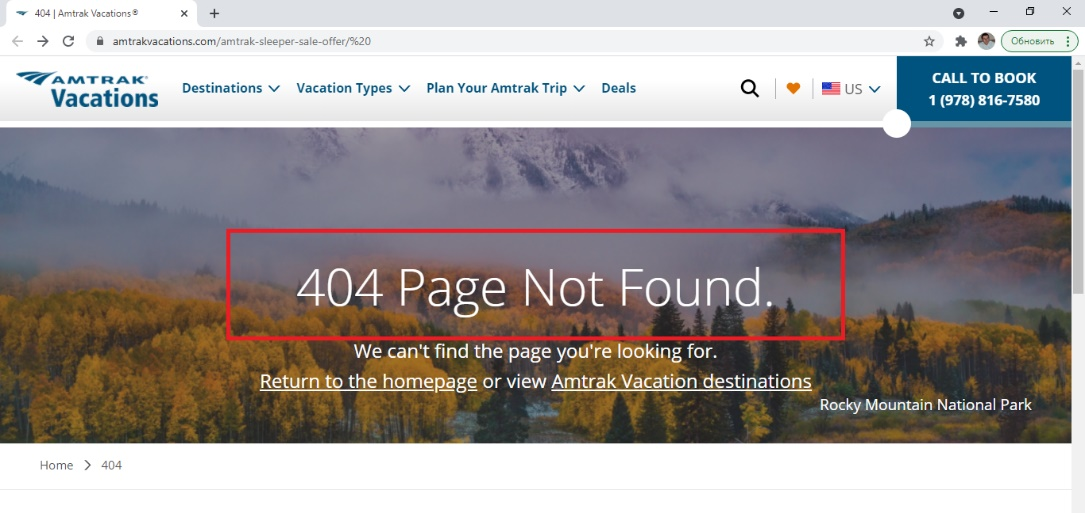 404 | Amtrak Vacations®
amtrakvacations.com/amtrak-sleeper-sale-offer/%20
Обновить
AMTRAK
Vacations
Destinations
Vacation Types
Plan Your Amtrak Trip
Deals
US
CALL TO BOOK
1 (978) 816-7580
404 Page Not Found.
We can't find the page you're looking for.
Return to the homepage or view Amtrak Vacation destinations
Rocky Mountain National Park
Home > 404